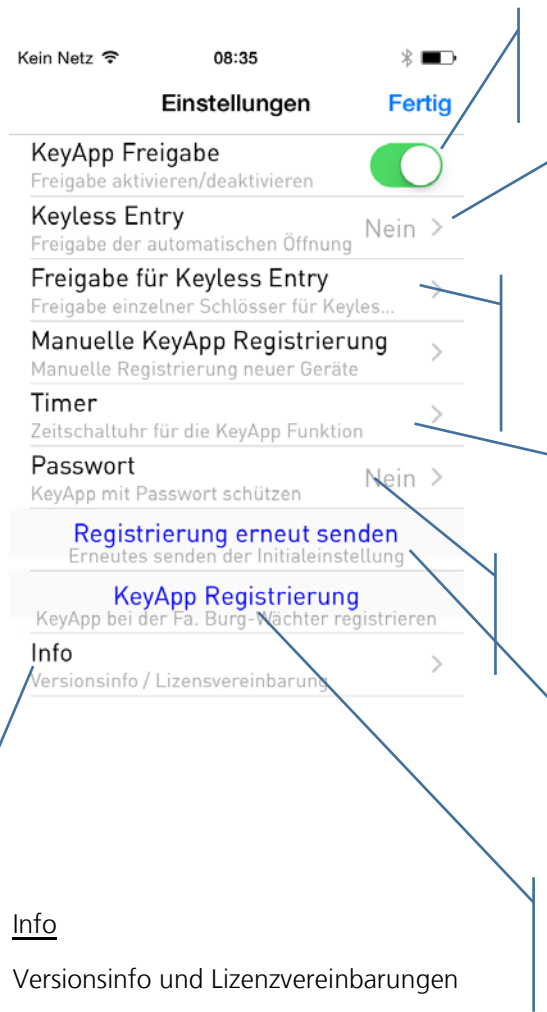 Kein Netz 08:35
Einstellungen Fertig
KeyApp Freigabe
Freigabe aktivieren/deaktivieren
Keyless Entry
Freigabe der automatischen Öffnung
Nein
Freigabe für Keyless Entry
Freigabe einzelner Schlösser für Keyles...
Manuelle KeyApp Registrierung
Manuelle Registrierung neuer Geräte
Timer
Zeitschaltuhr für die KeyApp Funktion
Passwort
KeyApp mit Passwort schützen
Nein
Registrierung erneut senden
Erneutes senden der Initialeinstellung
KeyApp Registrierung
KeyApp bei der Fa. Burg-Wächter registrieren
Info
Versionsinfo / Lizensvereinbarung
Info
Versionsinfo und Lizenzvereinbarungen